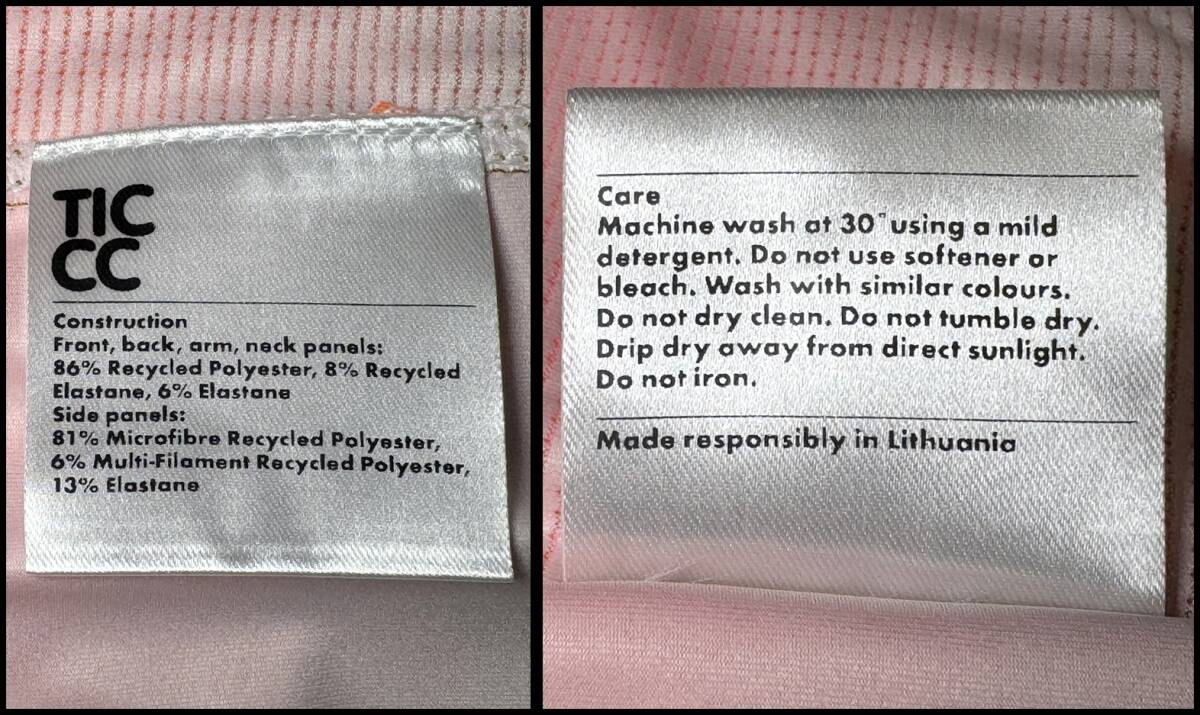 TIC
CC
Construction
Front, back, arm, neck panels:
86% Recycled Polyester, 8% Recycled
Elastane, 6% Elastane
Side panels:
81% Microfibre Recycled Polyester,
6% Multi-Filament Recycled Polyester,
13% Elastane
Care
Machine wash at 30° using a mild
detergent. Do not use softener or
bleach. Wash with similar colours.
Do not dry clean. Do not tumble dry.
Drip dry away from direct sunlight.
Do not iron.
Made responsibly in Lithuania